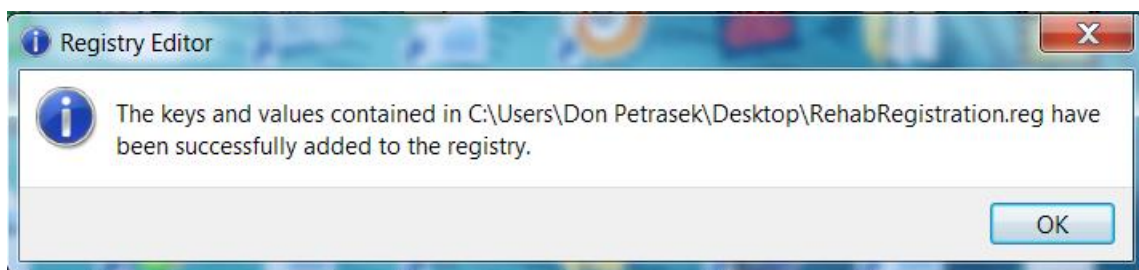 Registry Editor
The keys and values contained in C:\Users\Don Petrasek\Desktop\RehabRegistration.reg have
been successfully added to the registry.
OK